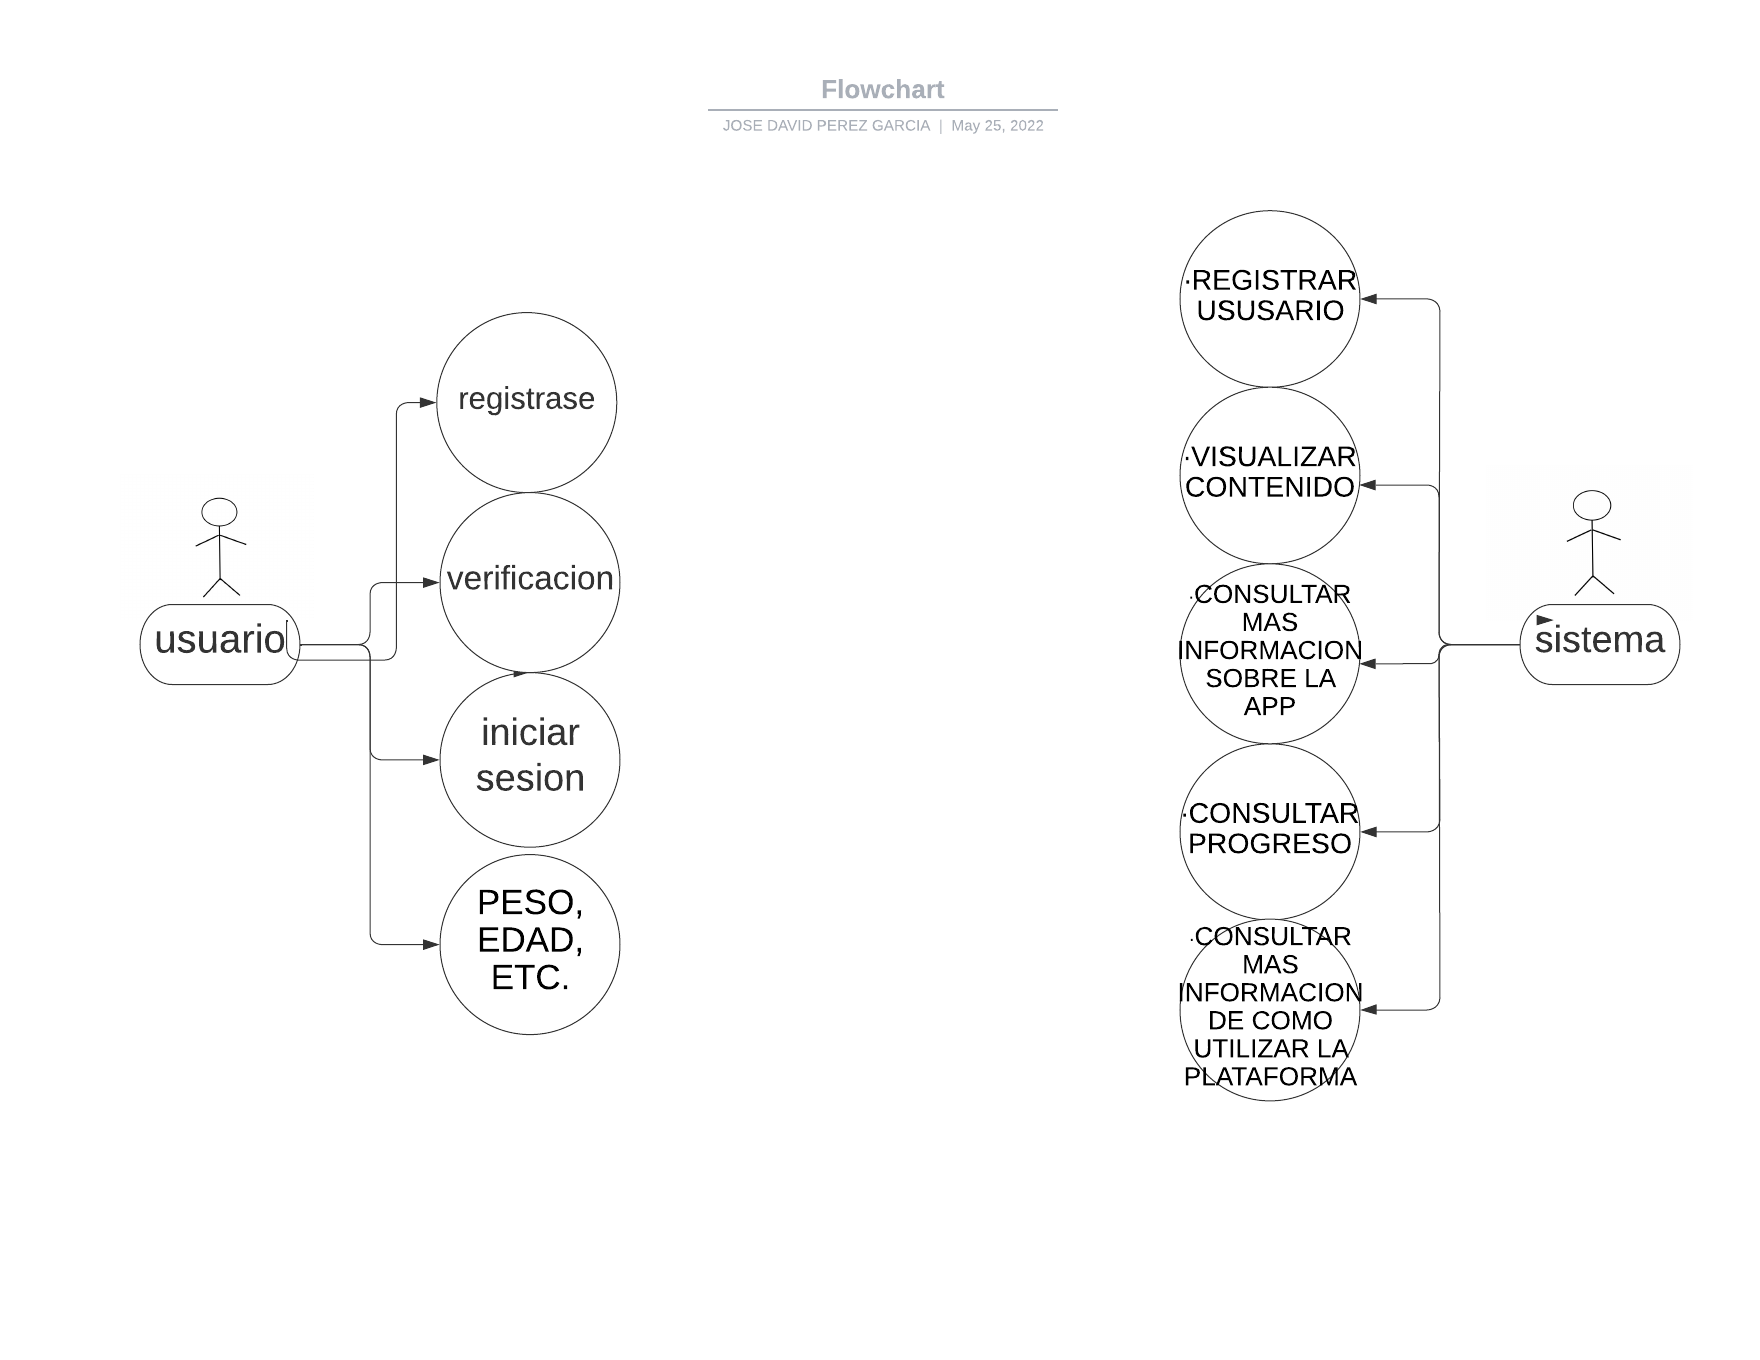 Flowchart
JOSE DAVID PEREZ GARCIA | May 25, 2022
usuario
registrase
verificacion
iniciar
sesion
PESO,
EDAD,
ETC.
·REGISTRAR
USUSARIO
·VISUALIZAR
CONTENIDO
·CONSULTAR
MAS
INFORMACION
SOBRE LA
APP
·CONSULTAR
PROGRESO
·CONSULTAR
MAS
INFORMACION
DE COMO
UTILIZAR LA
PLATAFORMA
sistema